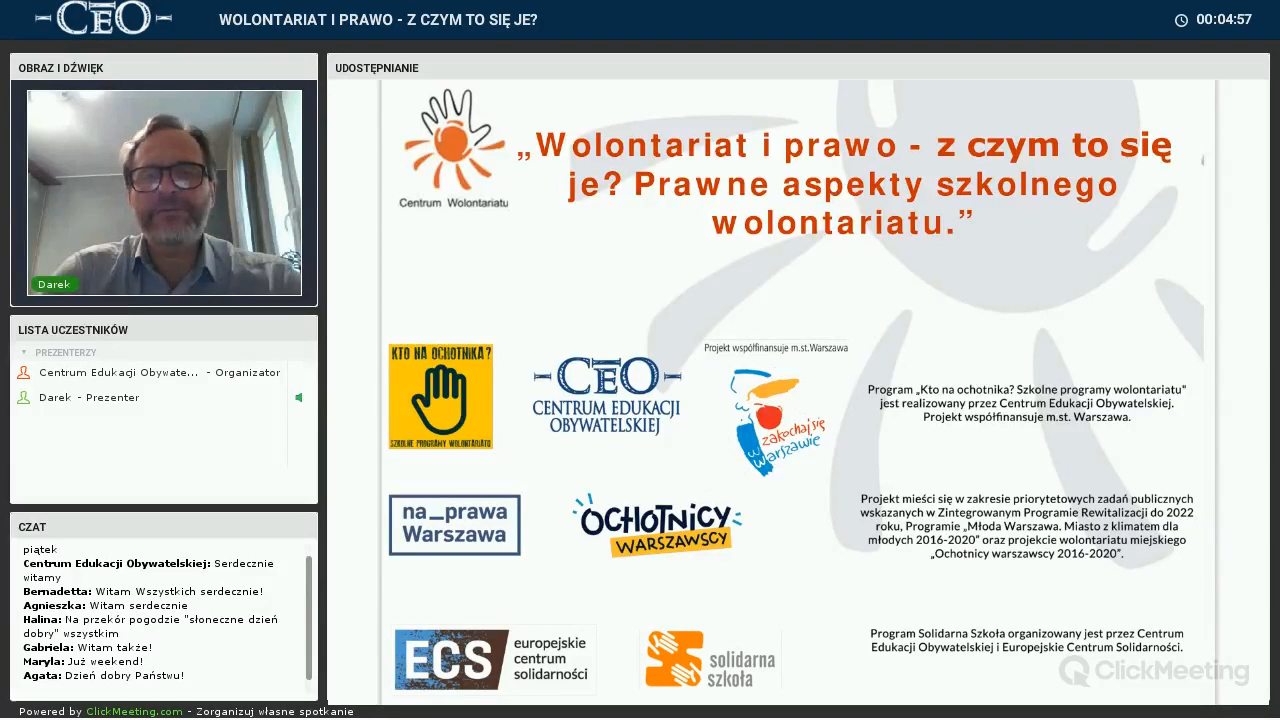 CEO
WOLONTARIAT I PRAWO - Z CZYM TO SIĘ JE?
00:04:57
OBRAZ I DŹWIĘK
Darek
LISTA UCZESTNIKÓW
PREZENTERZY
Centrum Edukacji Obywate... - Organizator
Darek - Prezenter
CZAT
piątek
Centrum Edukacji Obywatelskiej: Serdecznie
witamy
Bernadetta: Witam Wszystkich serdecznie!
Agnieszka: Witam serdecznie
Halina: Na przekór pogodzie "słoneczne dzień
dobry" wszystkim
Gabriela: Witam także!
Maryla: Już weekend!
Agata: Dzień dobry Państwu!
Powered by ClickMeeting.com - Zorganizuj własne spotkanie
UDOSTĘPNIANIE
Centrum Wolontariatu
„Wolontariat i prawo - z czym to się
je? Prawne aspekty szkolnego
wolontariatu.”
KTO NA OCHOTNIKA?
SZKOLNE PROGRAMY WOLONTARIATU
CEO
CENTRUM EDUKACJI
OBYWATELSKIEJ
Projekt współfinansuje m.st.Warszawa
zakochaj się
w Warszawie
Program „Kto na ochotnika? Szkolne programy wolontariatu"
jest realizowany przez Centrum Edukacji Obywatelskiej.
Projekt współfinansuje m.st. Warszawa.
na_prawa
Warszawa
OCHOTNICY
WARSZAWSCY
Projekt mieści się w zakresie priorytetowych zadań publicznych
wskazanych w Zintegrowanym Programie Rewitalizacji do 2022
roku, Programie „Młoda Warszawa. Miasto z klimatem dla
młodych 2016-2020” oraz projekcie wolontariatu miejskiego
„Ochotnicy warszawscy 2016-2020”.
ECS
europejskie
centrum
solidarności
solidarna
szkoła
Program Solidarna Szkoła organizowany jest przez Centrum
Edukacji Obywatelskiej i Europejskie Centrum Solidarności.
ClickMeeting